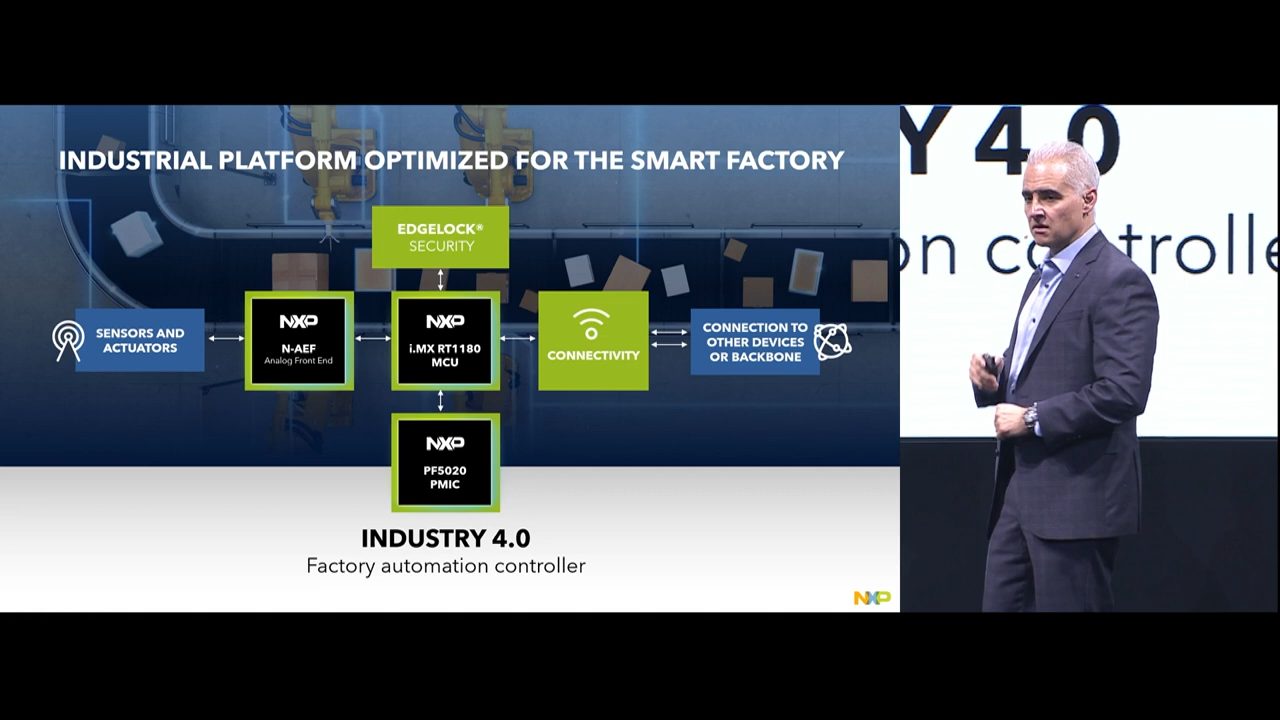 INDUSTRIAL PLATFORM OPTIMIZED FOR THE SMART FACTORY
EDGELOCK®
SECURITY
SENSORS AND
ACTUATORS
NXP
N-AEF
Analog Front End
NXP
i.MX RT1180
MCU
CONNECTIVITY
CONNECTION TO
OTHER DEVICES
OR BACKBONE
NXP
PF5020
PMIC
INDUSTRY 4.0
Factory automation controller
NXP
Y 4.0
on controlle